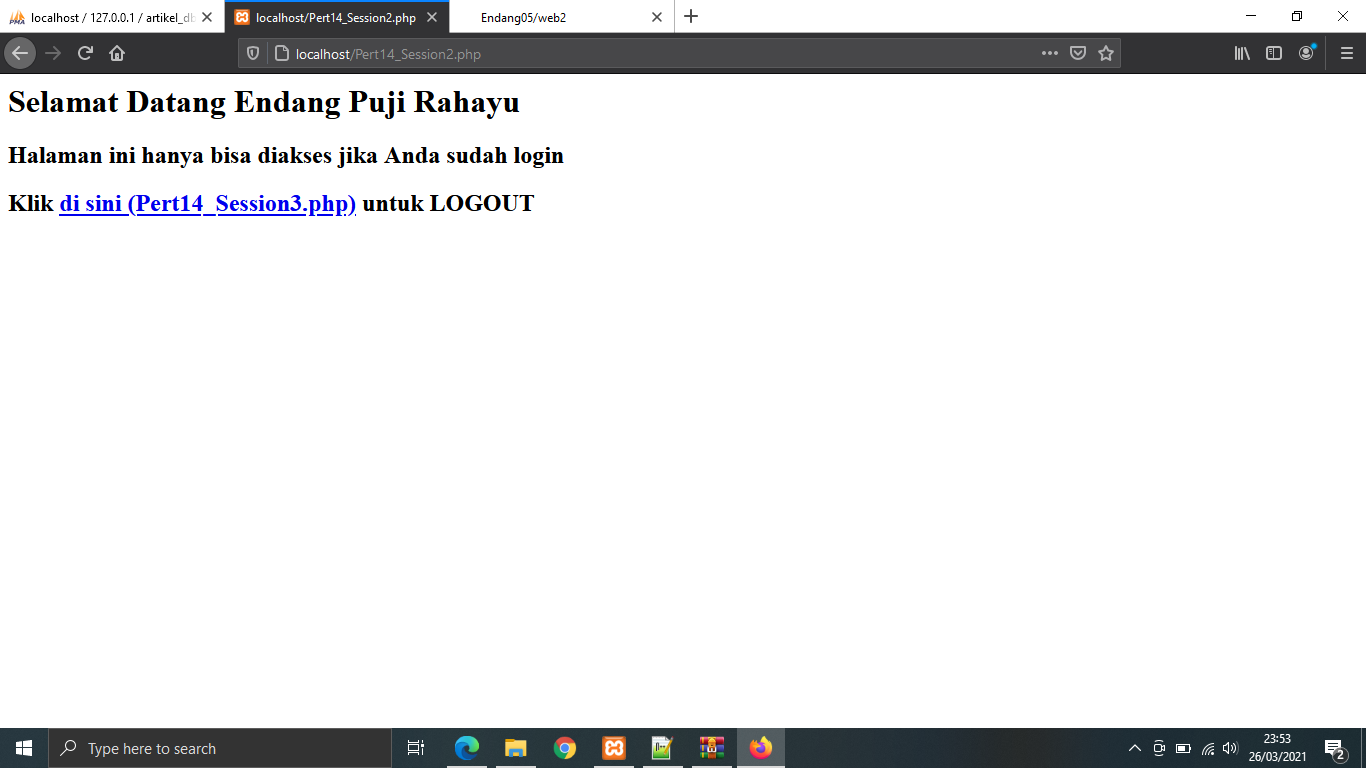 localhost / 127.0.0.1 / artikel_db
localhost/Pert14_Session2.php
Endang05/web2
localhost/Pert14_Session2.php
Selamat Datang Endang Puji Rahayu
Halaman ini hanya bisa diakses jika Anda sudah login
Klik di sini (Pert14_Session3.php) untuk LOGOUT
Type here to search
23:53
26/03/2021
2